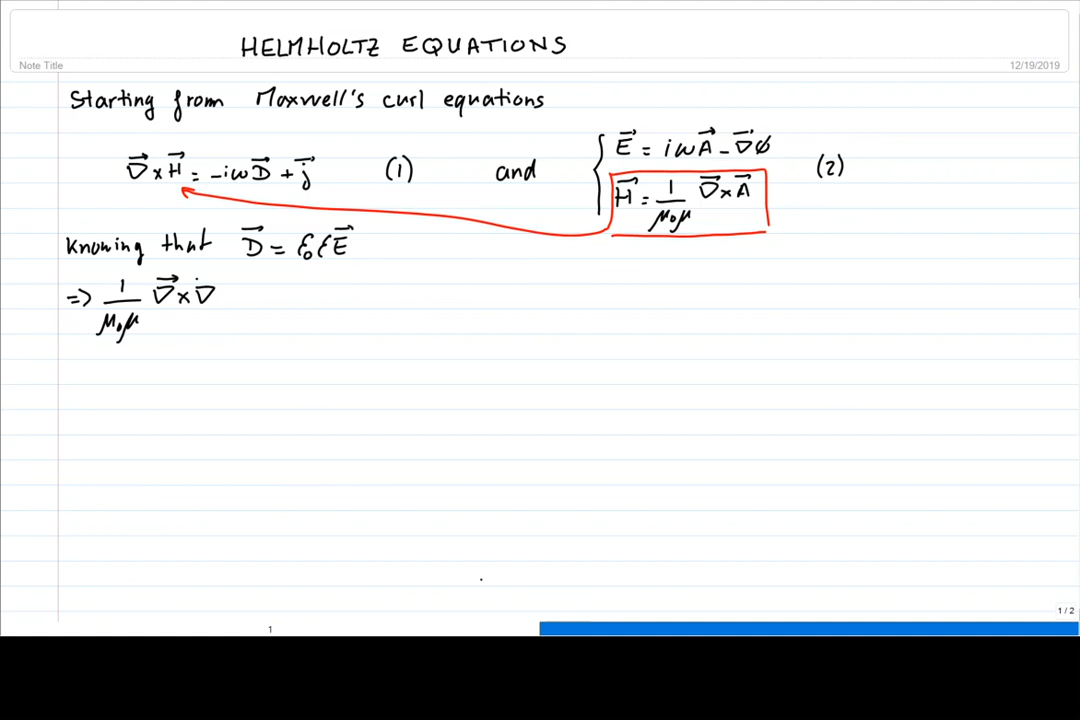 HELMHOLTZ EQUATIONS
Note Title
12/19/2019
Starting from Maxwell's curl equations
∇⃗ × H⃗ = -iωD⃗ + j⃗ (1) and { E⃗ = iωA⃗ - ∇⃗ϕ
H⃗ = 1/μ₀μ ∇⃗ × A⃗ (2)
Knowing that D⃗ = ε₀εE⃗
=> 1/μ₀μ ∇⃗ × ∇
1 / 2
1